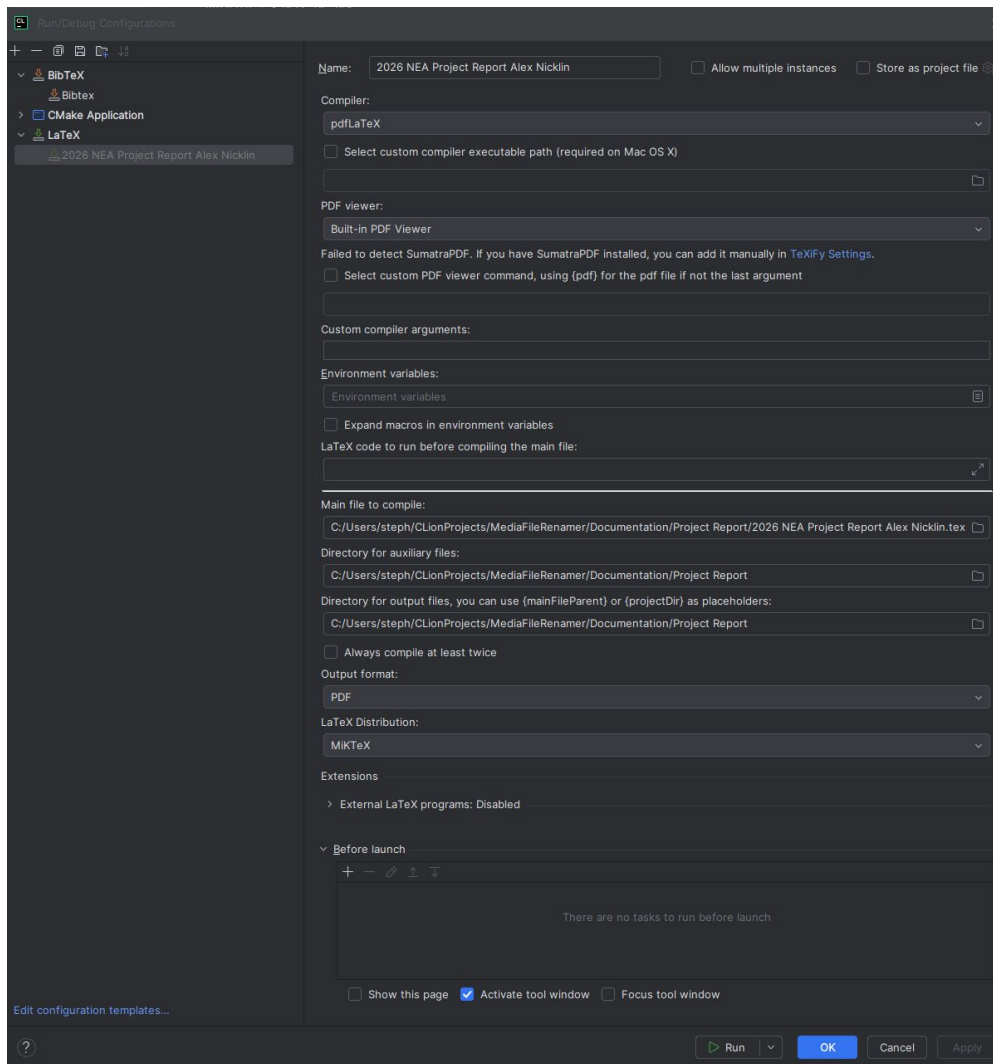 CL Run/Debug Configurations
BibTeX
Bibtex
CMake Application
LaTeX
2026 NEA Project Report Alex Nicklin
Edit configuration templates...
Name: 2026 NEA Project Report Alex Nicklin Allow multiple instances Store as project file
Compiler:
pdfLaTeX
Select custom compiler executable path (required on Mac OS X)
PDF viewer:
Built-in PDF Viewer
Failed to detect SumatraPDF. If you have SumatraPDF installed, you can add it manually in TeXiFy Settings.
Select custom PDF viewer command, using {pdf} for the pdf file if not the last argument
Custom compiler arguments:
Environment variables:
Environment variables
Expand macros in environment variables
LaTeX code to run before compiling the main file:
Main file to compile:
C:/Users/steph/CLionProjects/MediaFileRenamer/Documentation/Project Report/2026 NEA Project Report Alex Nicklin.tex
Directory for auxiliary files:
C:/Users/steph/CLionProjects/MediaFileRenamer/Documentation/Project Report
Directory for output files, you can use {mainFileParent} or {projectDir} as placeholders:
C:/Users/steph/CLionProjects/MediaFileRenamer/Documentation/Project Report
Always compile at least twice
Output format:
PDF
LaTeX Distribution:
MiKTeX
Extensions
External LaTeX programs: Disabled
Before launch
There are no tasks to run before launch
Show this page Activate tool window Focus tool window
? Run OK Cancel Apply